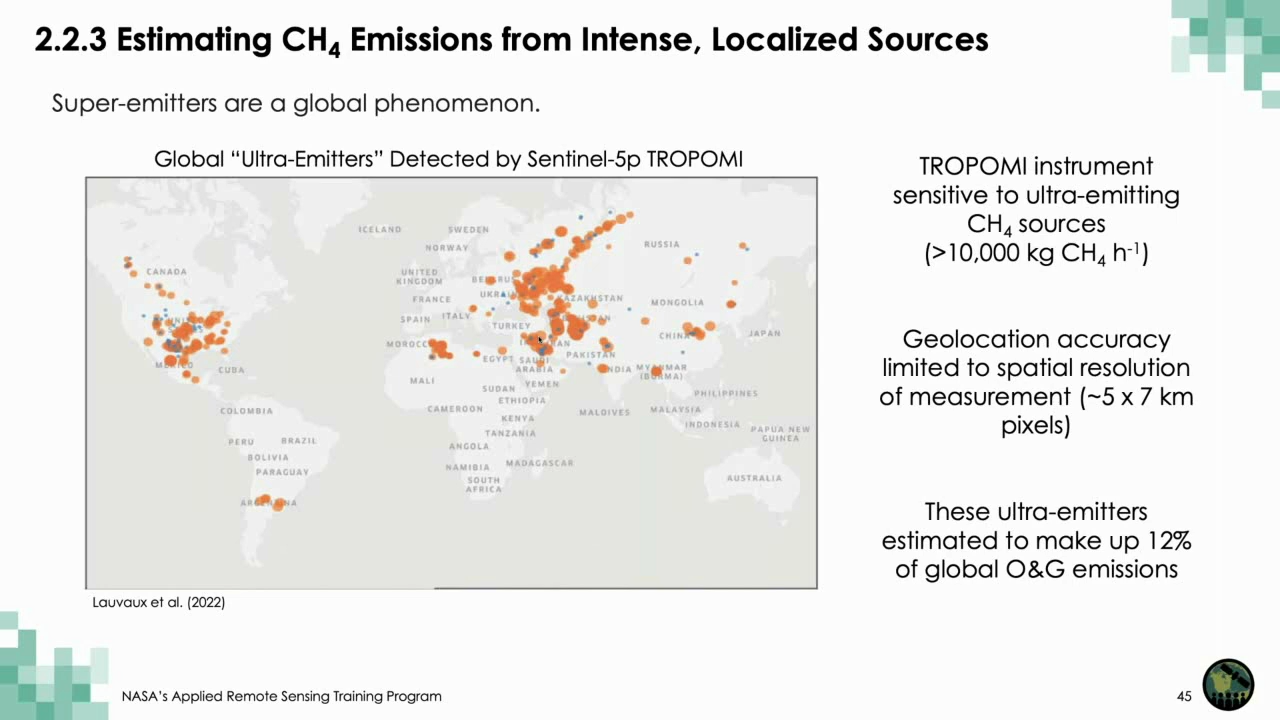 2.2.3 Estimating CH4 Emissions from Intense, Localized Sources
Super-emitters are a global phenomenon.
Global “Ultra-Emitters” Detected by Sentinel-5p TROPOMI
ICELAND
SWEDEN
NORWAY
RUSSIA
CANADA
UNITED
KINGDOM
BELARUS
UKRAINE
FRANCE
KAZAKHSTAN
MONGOLIA
SPAIN
ITALY
TURKEY
CHINA
JAPAN
MOROCCO
IRAN
PAKISTAN
EGYPT
SAUDI
ARABIA
MEXICO
CUBA
INDIA
MYANMAR
(BURMA)
MALI
SUDAN
YEMEN
PHILIPPINES
ETHIOPIA
CAMEROON
KENYA
MALDIVES
MALAYSIA
COLOMBIA
INDONESIA
PAPUA NEW
GUINEA
TANZANIA
PERU
BRAZIL
ANGOLA
BOLIVIA
PARAGUAY
NAMIBIA
MADAGASCAR
SOUTH
AFRICA
AUSTRALIA
ARGENTINA
Lauvaux et al. (2022)
TROPOMI instrument
sensitive to ultra-emitting
CH4 sources
(>10,000 kg CH4 h-1)
Geolocation accuracy
limited to spatial resolution
of measurement (~5 x 7 km
pixels)
These ultra-emitters
estimated to make up 12%
of global O&G emissions
NASA’s Applied Remote Sensing Training Program
45